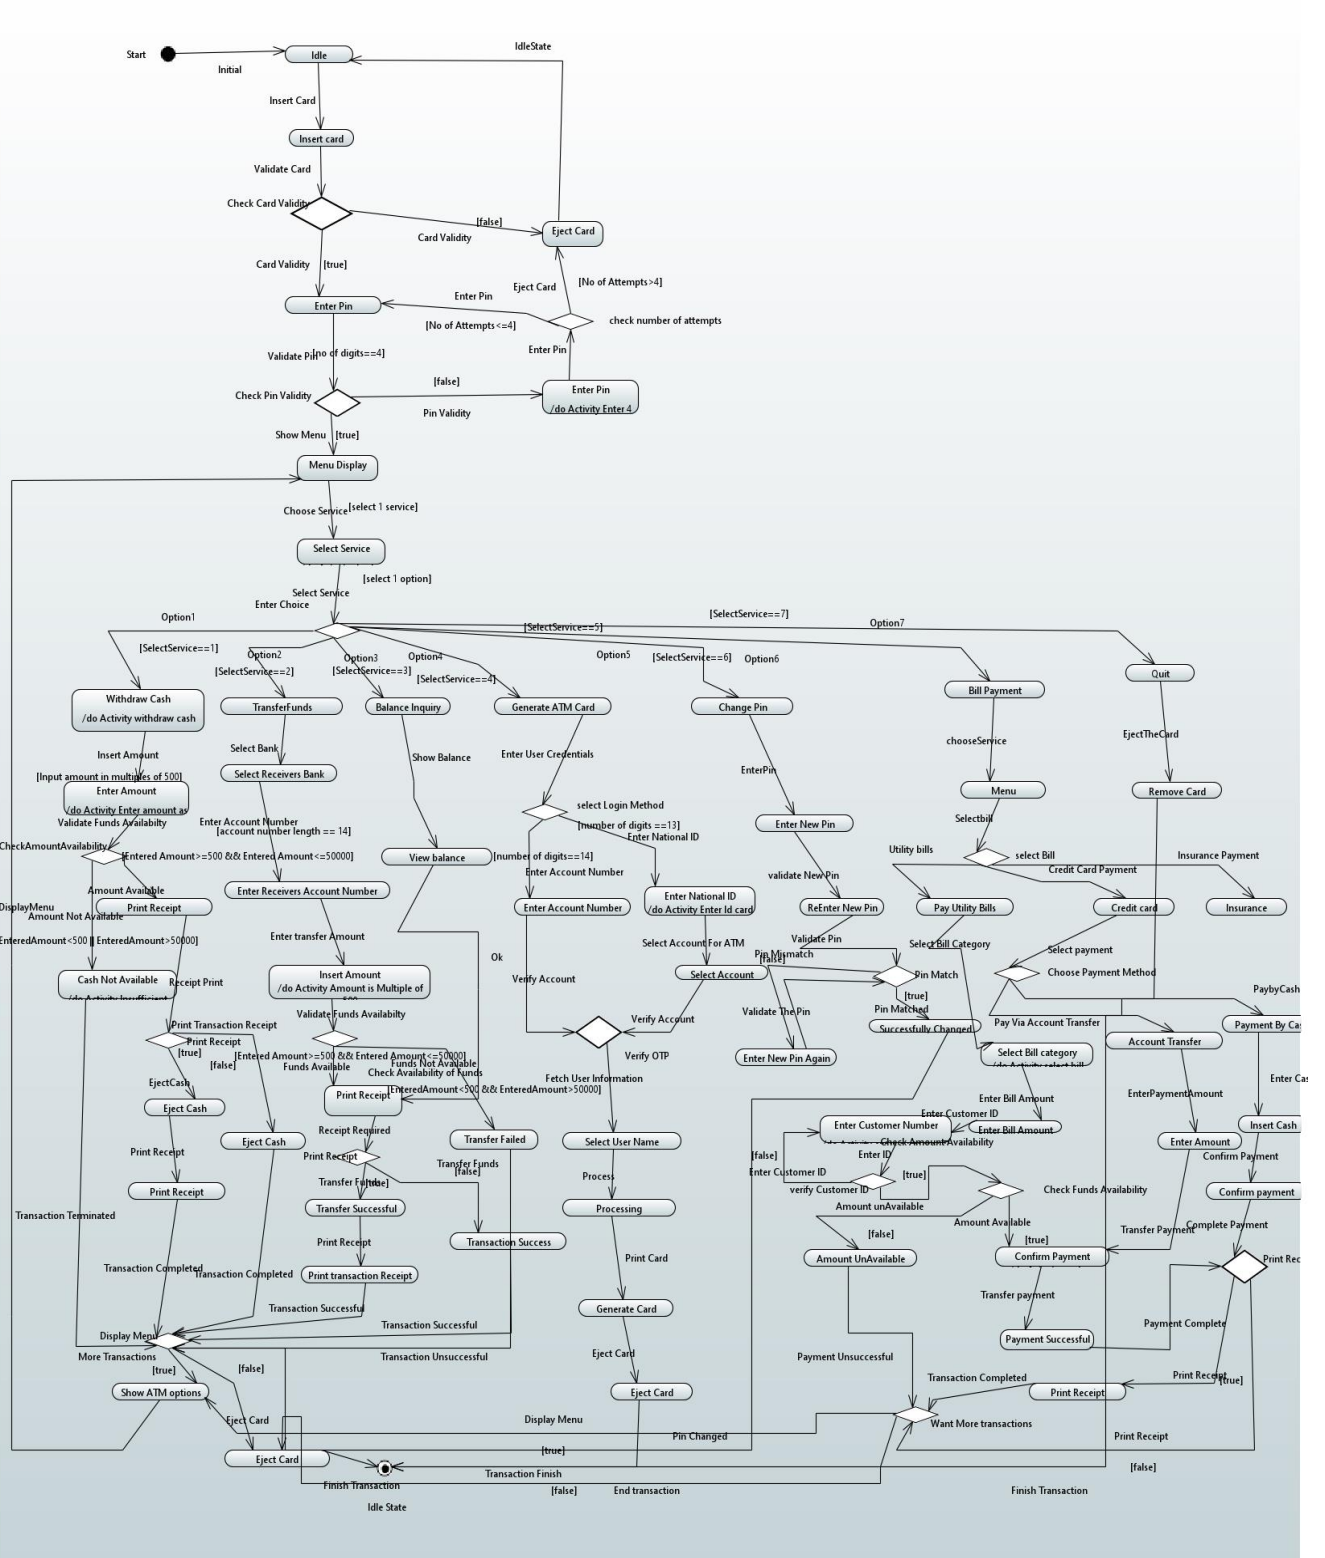 IdleState
Start
Idle
Initial
Insert Card
Insert card
Validate Card
Check Card Validity
[false]
Eject Card
Card Validity
Card Validity
[true]
Eject Card
[No of Attempts>4]
Enter Pin
Enter Pin
[No of Attempts<=4]
check number of attempts
Enter Pin
Validate Pin
[no of digits==4]
[false]
Check Pin Validity
Enter Pin
/do Activity Enter 4
Pin Validity
Show Menu
[true]
Menu Display
Choose Service
[select 1 service]
Select Service
[select 1 option]
Select Service
Enter Choice
Option1
[SelectService==7]
Option7
[SelectService==5]
[SelectService==1]
Option2
Option3
Option4
Option5
[SelectService==6]
Option6
[SelectService==2]
[SelectService==3]
[SelectService==4]
Quit
Bill Payment
Withdraw Cash
/do Activity withdraw cash
TransferFunds
Balance Inquiry
Generate ATM Card
Change Pin
EjectTheCard
chooseService
Insert Amount
Select Bank
Show Balance
Enter User Credentials
EnterPin
[Input amount in multiples of 500]
Select Receivers Bank
Enter Amount
/do Activity Enter amount as
Menu
Remove Card
select Login Method
Validate Funds Availabilty
Enter Account Number
[account number length == 14]
[number of digits ==13]
Enter National ID
Enter New Pin
Selectbill
CheckAmountAvailability
[Entered Amount>=500 && Entered Amount<=50000]
View balance
[number of digits==14]
Utility bills
select Bill
Insurance Payment
Credit Card Payment
Enter Account Number
validate New Pin
Amount Available
Enter Receivers Account Number
Enter National ID
/do Activity Enter Id card
DisplayMenu
Print Receipt
Amount Not Available
Enter Account Number
ReEnter New Pin
Pay Utility Bills
Credit card
Insurance
EnteredAmount<500 || EnteredAmount>50000]
Enter transfer Amount
Select Account For ATM
Validate Pin
Select Bill Category
Select payment
Ok
Pin Mismatch
[false]
Cash Not Available
/do Activity Insufficient
Receipt Print
Insert Amount
/do Activity Amount is Multiple of
500
Verify Account
Select Account
Pin Match
Choose Payment Method
PaybyCash
[true]
Validate Funds Availabilty
Validate The Pin
Pin Matched
Verify Account
Successfully Changed
Pay Via Account Transfer
Print Transaction Receipt
Print Receipt
[true]
[false]
[Entered Amount>=500 && Entered Amount<=50000]
Funds Not Available
Funds Available
Check Availability of Funds
Verify OTP
Enter New Pin Again
Select Bill category
/do Activity select bill
Account Transfer
EjectCash
Fetch User Information
[EnteredAmount<500 && EnteredAmount>50000]
Print Receipt
Eject Cash
Enter Bill Amount
EnterPaymentAmount
Enter Customer ID
Enter Customer Number
Enter Bill Amount
Insert Cash
Receipt Required
Eject Cash
Transfer Failed
Select User Name
Check Amount Availability
Enter Amount
Print Receipt
Print Receipt
Transfer Funds
[false]
[false]
Enter ID
Confirm Payment
Enter Customer ID
Process
[true]
Transfer Funds
[true]
verify Customer ID
Check Funds Availability
Print Receipt
Confirm payment
Transfer Successful
Processing
Amount unAvailable
Transaction Terminated
Amount Available
Complete Payment
Transfer Payment
Print Receipt
Transaction Success
[false]
[true]
Print Card
Amount UnAvailable
Confirm Payment
Transaction Completed
Transaction Completed
Print transaction Receipt
Transfer payment
Transaction Successful
Generate Card
Transaction Successful
Payment Complete
Display Menu
Payment Successful
More Transactions
Transaction Unsuccessful
Eject Card
Payment Unsuccessful
[true]
[false]
Transaction Completed
Print Receipt
[true]
Show ATM options
Eject Card
Print Receipt
Eject Card
Display Menu
Want More transactions
Pin Changed
Print Receipt
[true]
Eject Card
Transaction Finish
[false]
Finish Transaction
[false]
End transaction
Finish Transaction
Idle State